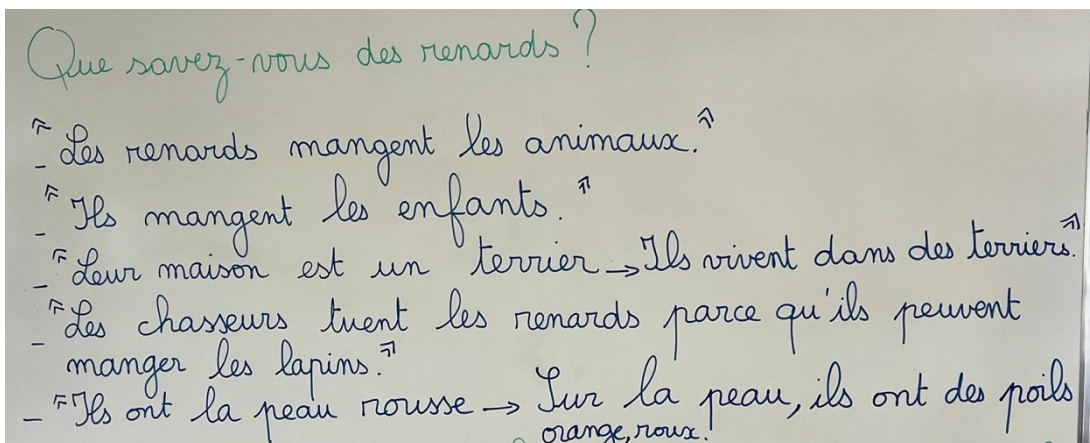 Que savez-vous des renards ?
- "Les renards mangent les animaux."
- "Ils mangent les enfants."
- "Leur maison est un terrier → Ils vivent dans des terriers."
- "Les chasseurs tuent les renards parce qu'ils peuvent
manger les lapins."
- "Ils ont la peau rousse → Sur la peau, ils ont des poils
orange, roux.